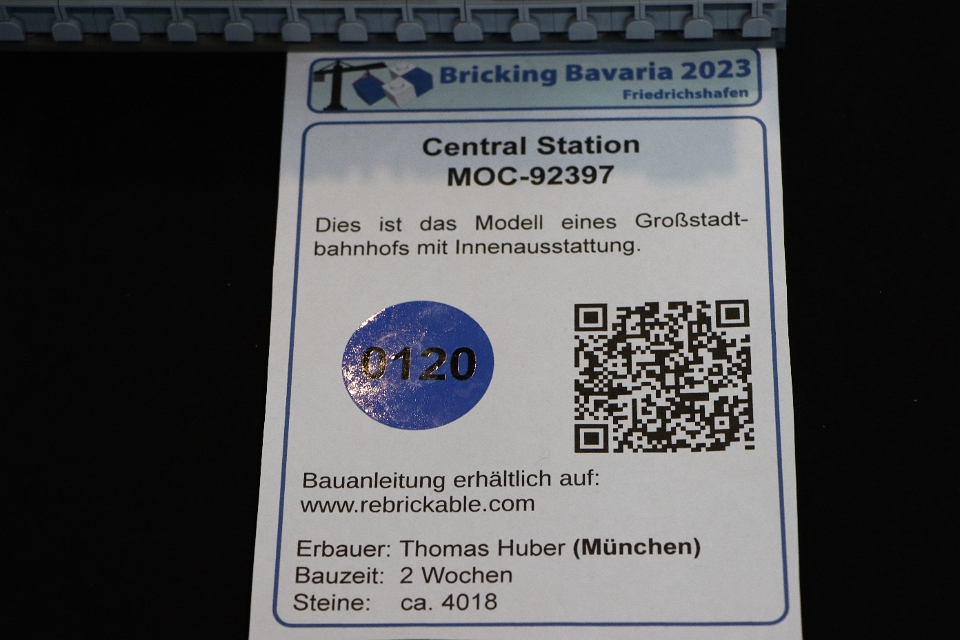 Bricking Bavaria 2023
Friedrichshafen
Central Station
MOC-92397
Dies ist das Modell eines Großstadt-
bahnhofs mit Innenausstattung.
0120
Bauanleitung erhältlich auf:
www.rebrickable.com
Erbauer: Thomas Huber (München)
Bauzeit: 2 Wochen
Steine: ca. 4018